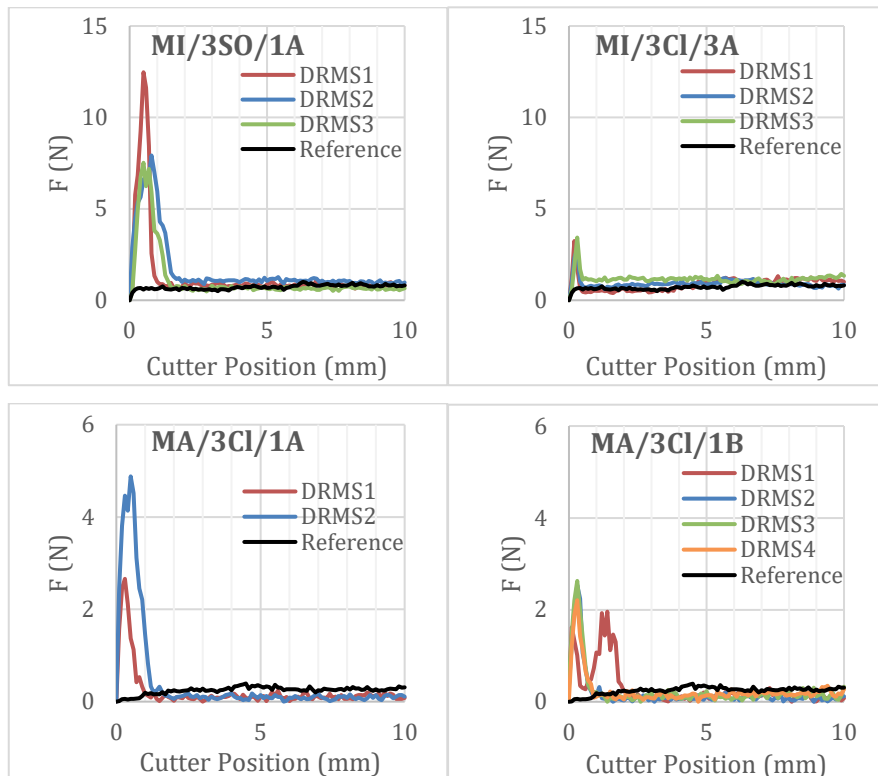 MI/3SO/1A
15
10
5
0
F (N)
DRMS1
DRMS2
DRMS3
Reference
0
5
10
Cutter Position (mm)
MI/3Cl/3A
15
10
5
0
F (N)
DRMS1
DRMS2
DRMS3
Reference
0
5
10
Cutter Position (mm)
MA/3Cl/1A
6
4
2
0
F (N)
DRMS1
DRMS2
Reference
0
5
10
Cutter Position (mm)
MA/3Cl/1B
6
4
2
0
F (N)
DRMS1
DRMS2
DRMS3
DRMS4
Reference
0
5
10
Cutter Position (mm)